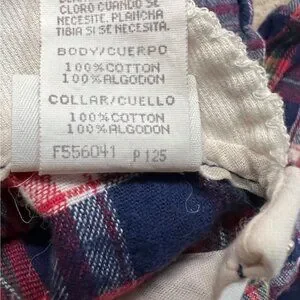 CLORO CUANDO SE
NECESITE. PLANCHA
TIBIA SI SE NECESITA.
BODY/CUERPO
100% COTTON
100% ALGODON
COLLAR/CUELLO
100% COTTON
100% ALGODON
F556041 P 125